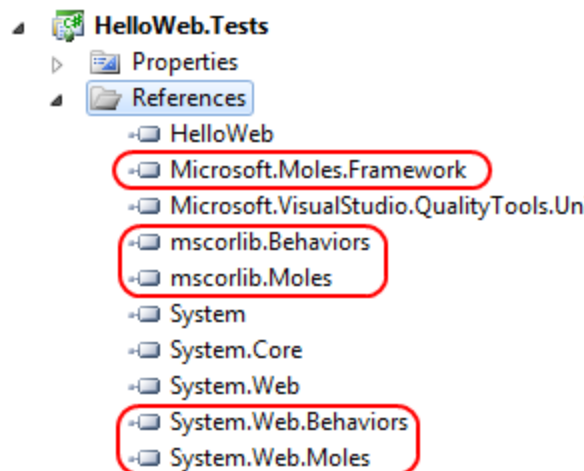 HelloWeb.Tests
Properties
References
HelloWeb
Microsoft.Moles.Framework
Microsoft.VisualStudio.QualityTools.Un
mscorlib.Behaviors
mscorlib.Moles
System
System.Core
System.Web
System.Web.Behaviors
System.Web.Moles